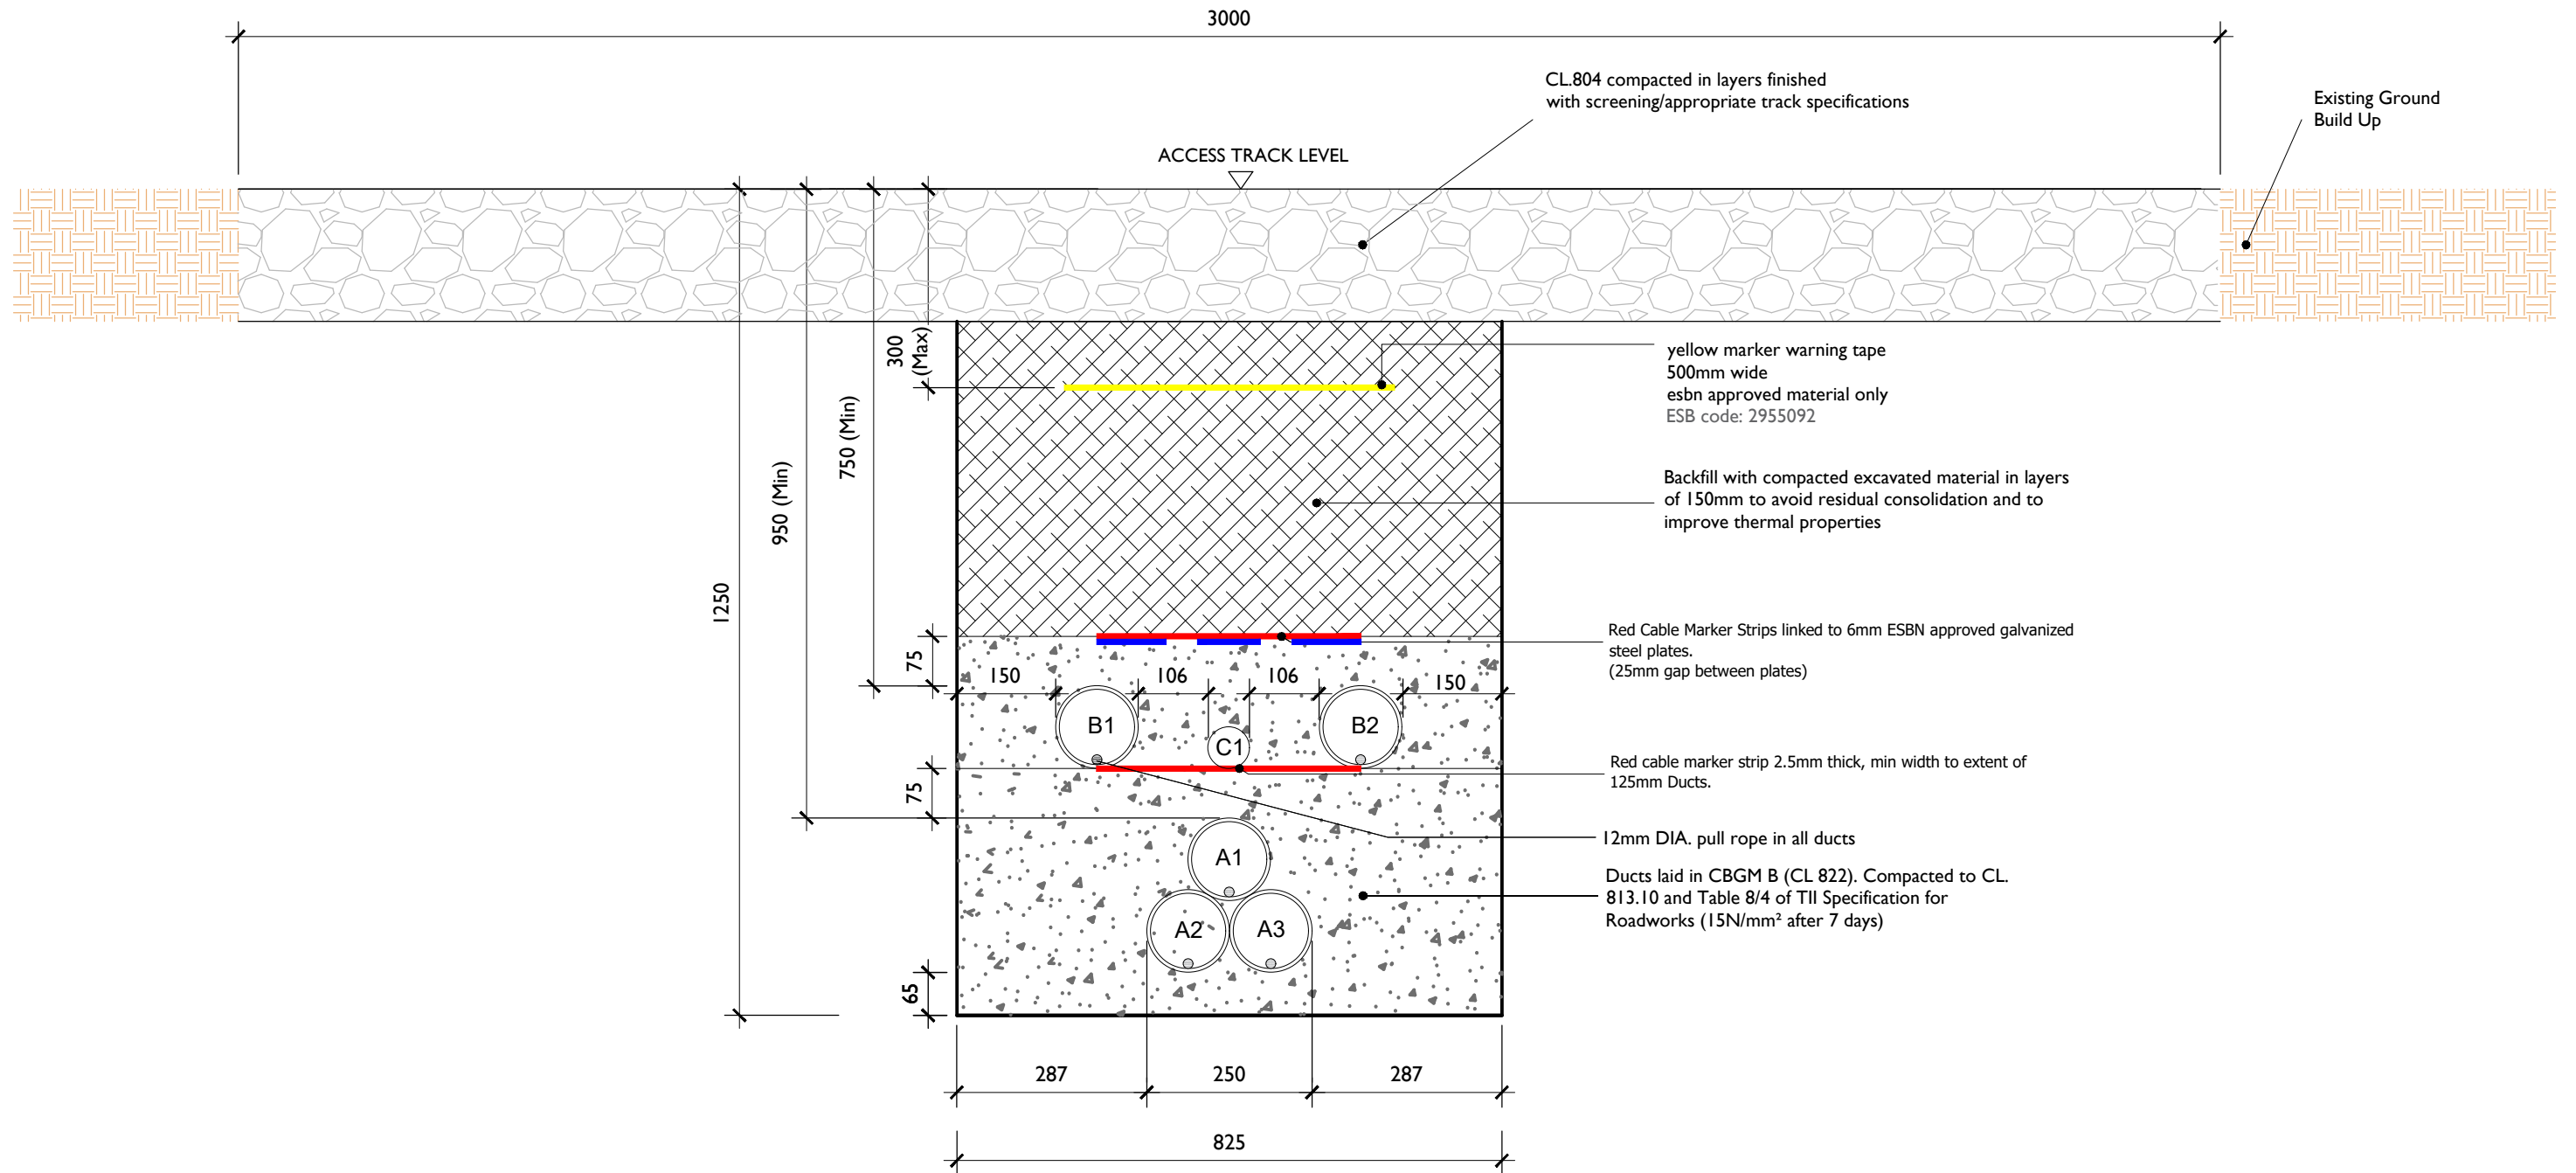 3000
CL.804 compacted in layers finished
with screening/appropriate track specifications
Existing Ground
Build Up
ACCESS TRACK LEVEL
300
(Max)
750 (Min)
950 (Min)
1250
yellow marker warning tape
500mm wide
esbn approved material only
ESB code: 2955092
Backfill with compacted excavated material in layers
of 150mm to avoid residual consolidation and to
improve thermal properties
Red Cable Marker Strips linked to 6mm ESBN approved galvanized
steel plates.
(25mm gap between plates)
75
150
106
106
150
B1
C1
B2
Red cable marker strip 2.5mm thick, min width to extent of
125mm Ducts.
75
12mm DIA. pull rope in all ducts
A1
Ducts laid in CBGM B (CL 822). Compacted to CL.
813.10 and Table 8/4 of TII Specification for
Roadworks (15N/mm² after 7 days)
A2
A3
65
287
250
287
825